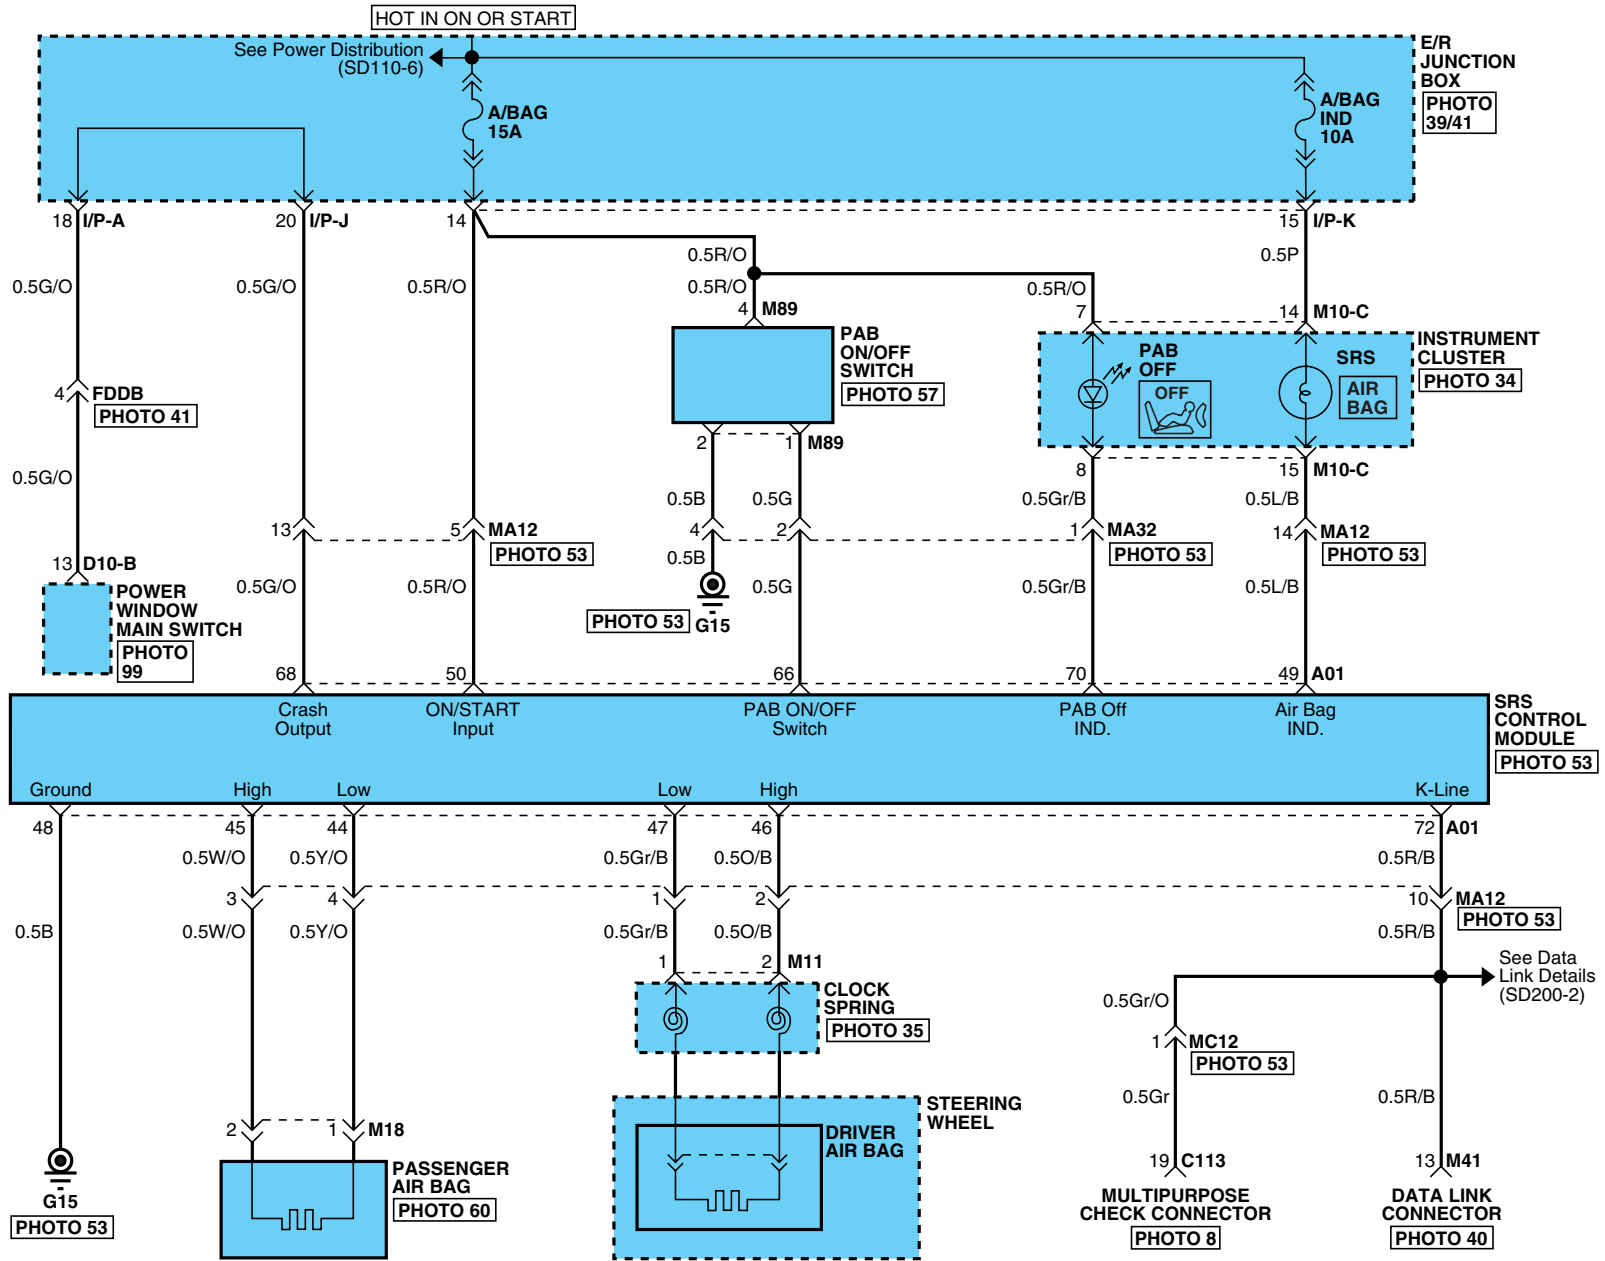 HOT IN ON OR START
See Power Distribution
(SD110-6)
A/BAG
15A
A/BAG
IND
10A
E/R
JUNCTION
BOX
PHOTO
39/41
18 I/P-A
20 I/P-J
14
15 I/P-K
0.5G/O
0.5G/O
0.5R/O
0.5R/O
0.5R/O
0.5R/O
0.5P
4 M89
7
14 M10-C
PAB
ON/OFF
SWITCH
PHOTO 57
PAB
OFF
OFF
SRS
AIR
BAG
INSTRUMENT
CLUSTER
PHOTO 34
4 FDDB
PHOTO 41
2
1 M89
8
15 M10-C
0.5G/O
0.5B
0.5G
0.5Gr/B
0.5L/B
13
5 MA12
PHOTO 53
4
2
1 MA32
PHOTO 53
14 MA12
PHOTO 53
13 D10-B
POWER
WINDOW
MAIN SWITCH
PHOTO
99
0.5G/O
0.5R/O
0.5B
0.5G
0.5Gr/B
0.5L/B
PHOTO 53
G15
68
50
66
70
49 A01
Crash
Output
ON/START
Input
PAB ON/OFF
Switch
PAB Off
IND.
Air Bag
IND.
SRS
CONTROL
MODULE
PHOTO 53
Ground
High
Low
Low
High
K-Line
48
45
44
47
46
72 A01
0.5W/O
0.5Y/O
0.5Gr/B
0.5O/B
0.5R/B
3
4
1
2
10 MA12
PHOTO 53
0.5B
0.5W/O
0.5Y/O
0.5Gr/B
0.5O/B
0.5R/B
1
2 M11
CLOCK
SPRING
PHOTO 35
See Data
Link Details
(SD200-2)
0.5Gr/O
1 MC12
PHOTO 53
0.5Gr
0.5R/B
STEERING
WHEEL
DRIVER
AIR BAG
2
1 M18
PASSENGER
AIR BAG
PHOTO 60
G15
PHOTO 53
19 C113
MULTIPURPOSE
CHECK CONNECTOR
PHOTO 8
13 M41
DATA LINK
CONNECTOR
PHOTO 40